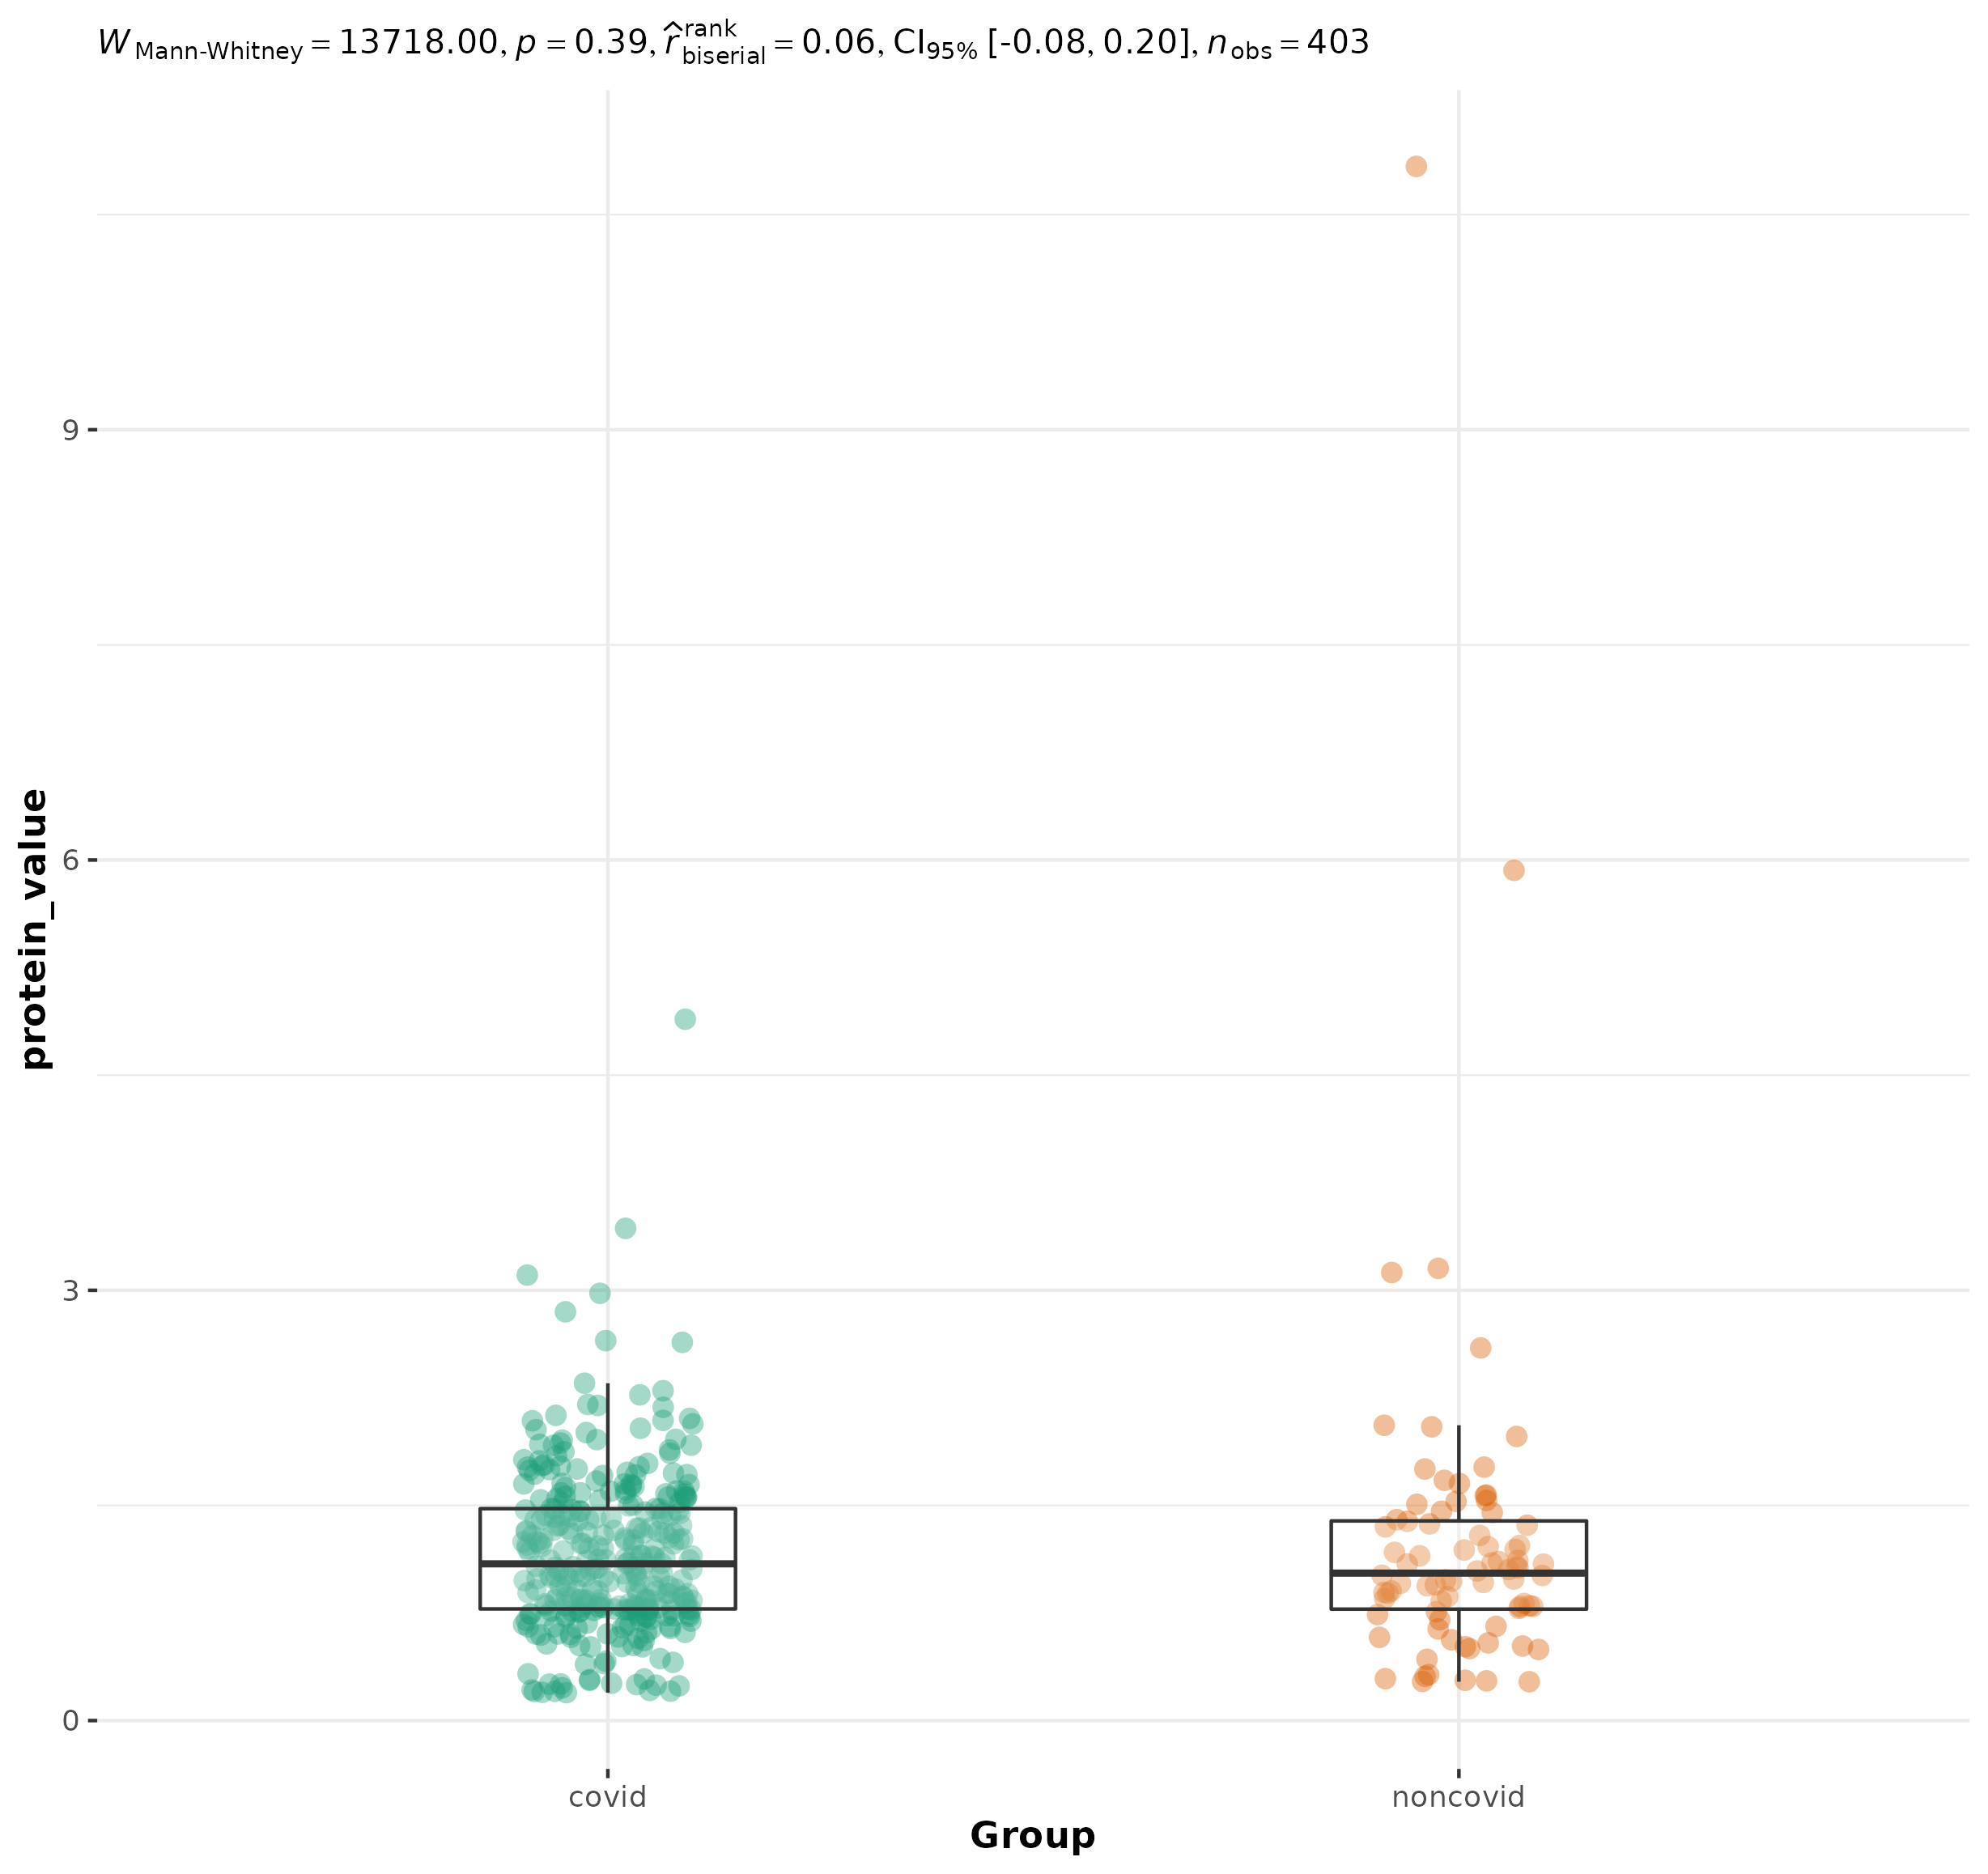 W Mann-Whitney = 13718.00, p = 0.39, r̂ rank biserial = 0.06, CI95% [-0.08, 0.20], n obs = 403
protein_value
9
6
3
0
covid noncovid
Group